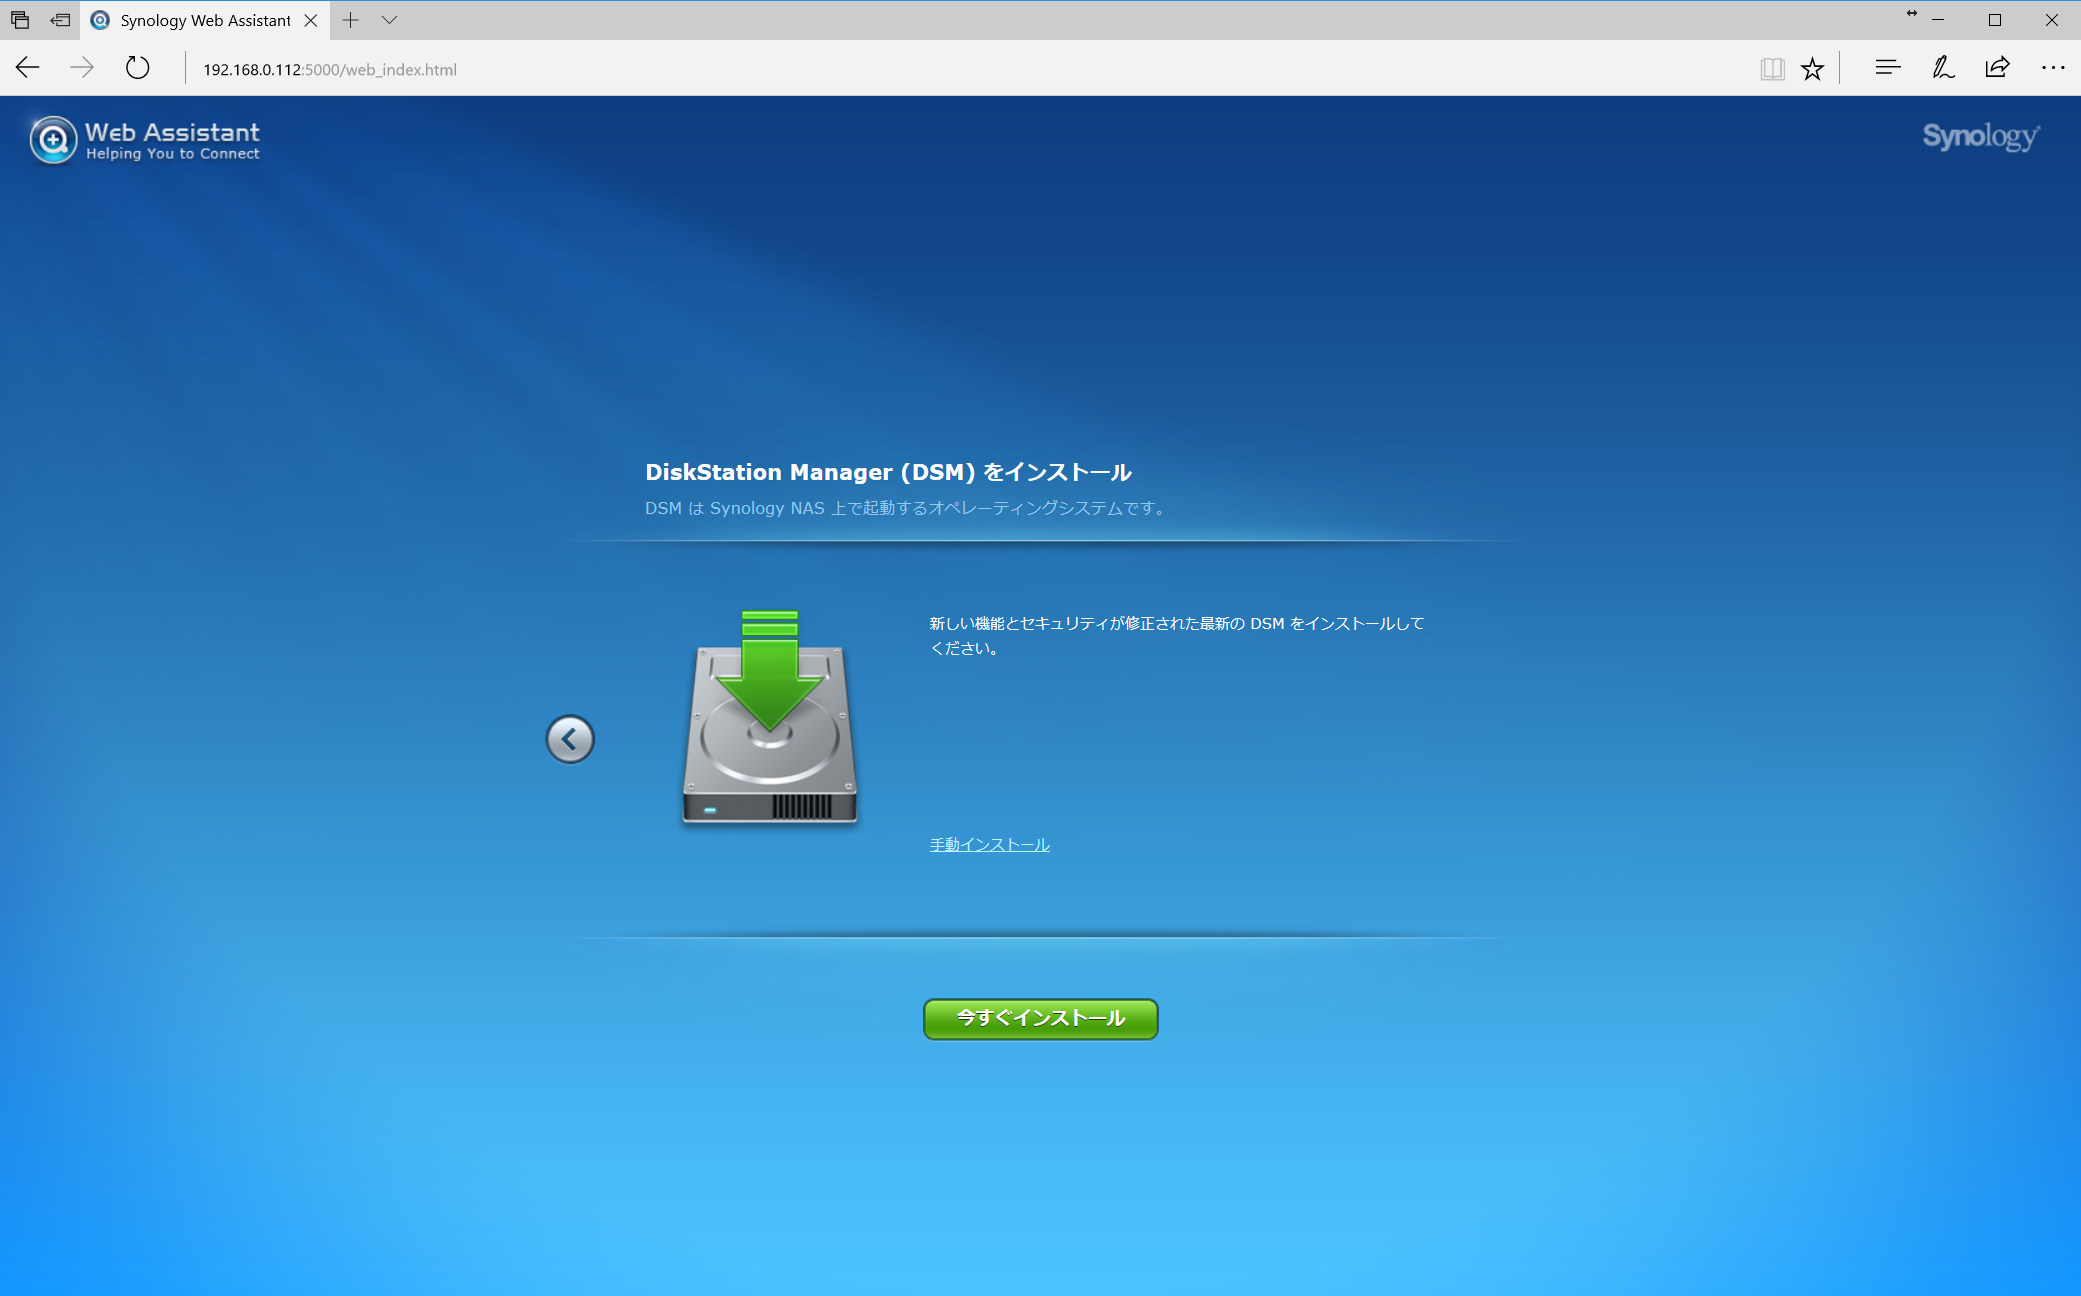 Synology Web Assistant
192.168.0.112:5000/web_index.html
Web Assistant
Helping You to Connect
Synology
DiskStation Manager (DSM) をインストール
DSM は Synology NAS 上で起動するオペレーティングシステムです。
新しい機能とセキュリティが修正された最新の DSM をインストールして
ください。
手動インストール
今すぐインストール